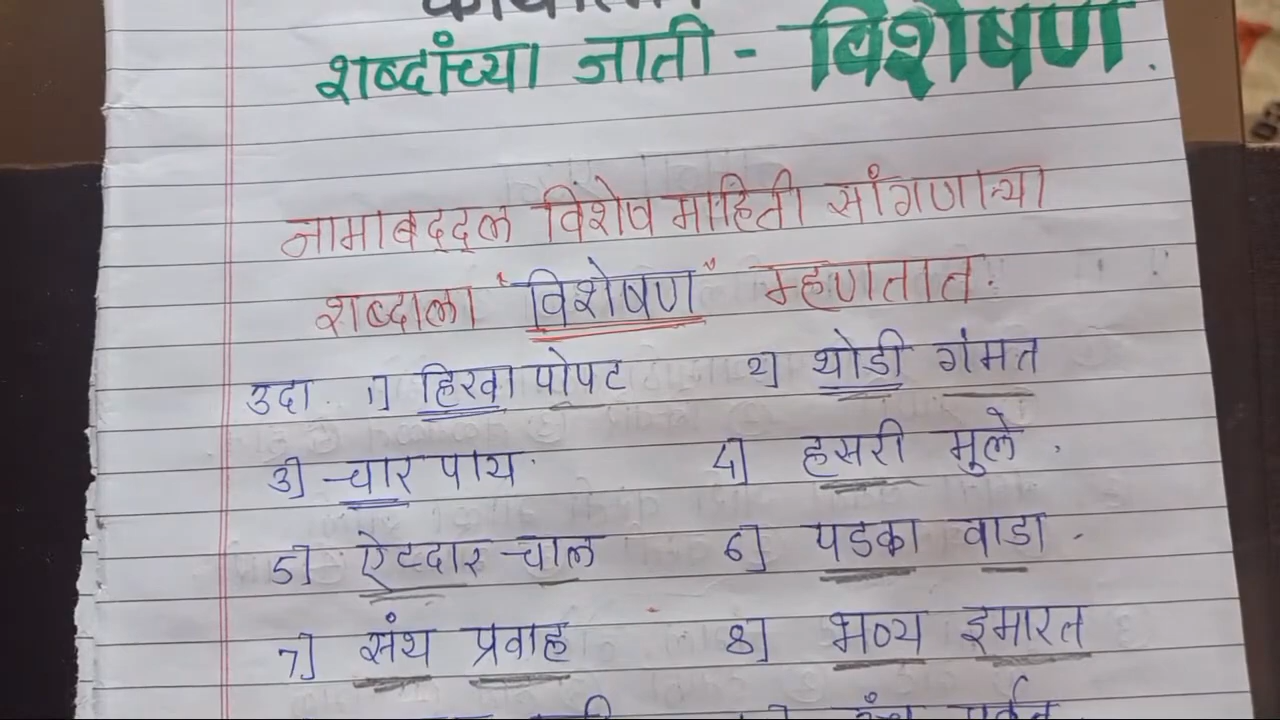 शब्दांच्या जाती - विशेषण.
नामाबद्दल विशेष माहिती सांगणाऱ्या
शब्दाला "विशेषण" म्हणतात.
उदा. 1] हिरवा पोपट 2] थोडी गंमत
3] चार पाय. 4] हसरी मुले.
5] ऐटदार चाल 6] पडका वाडा.
7] संथ प्रवाह 8] भव्य इमारत